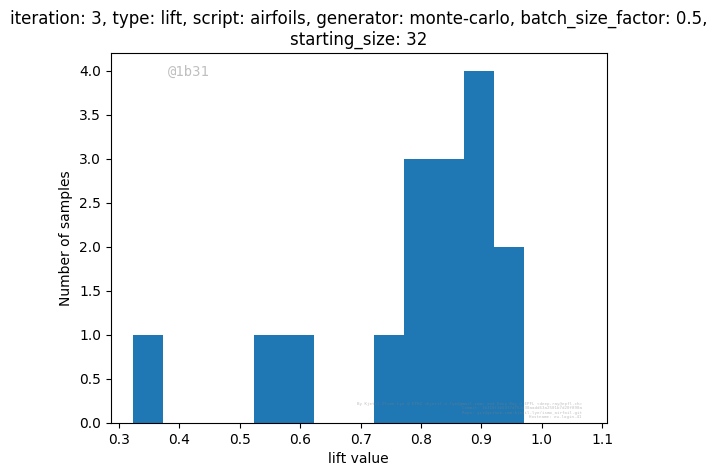 iteration: 3, type: lift, script: airfoils, generator: monte-carlo, batch_size_factor: 0.5,
starting_size: 32
@1b31
4.0
3.5
3.0
2.5
2.0
1.5
1.0
0.5
0.0
Number of samples
0.3 0.4 0.5 0.6 0.7 0.8 0.9 1.0 1.1
lift value